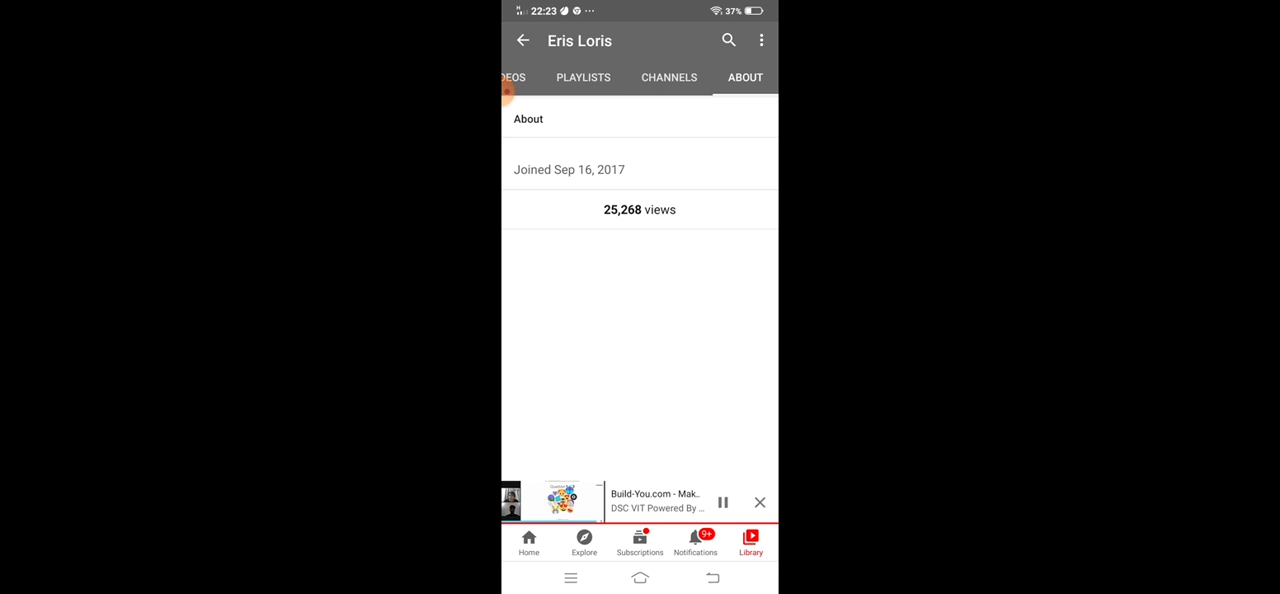 22:23 37%
Eris Loris
DEOS PLAYLISTS CHANNELS ABOUT
About
Joined Sep 16, 2017
25,268 views
Build-You.com - Mak..
DSC VIT Powered By ...
9+
Home Explore Subscriptions Notifications Library